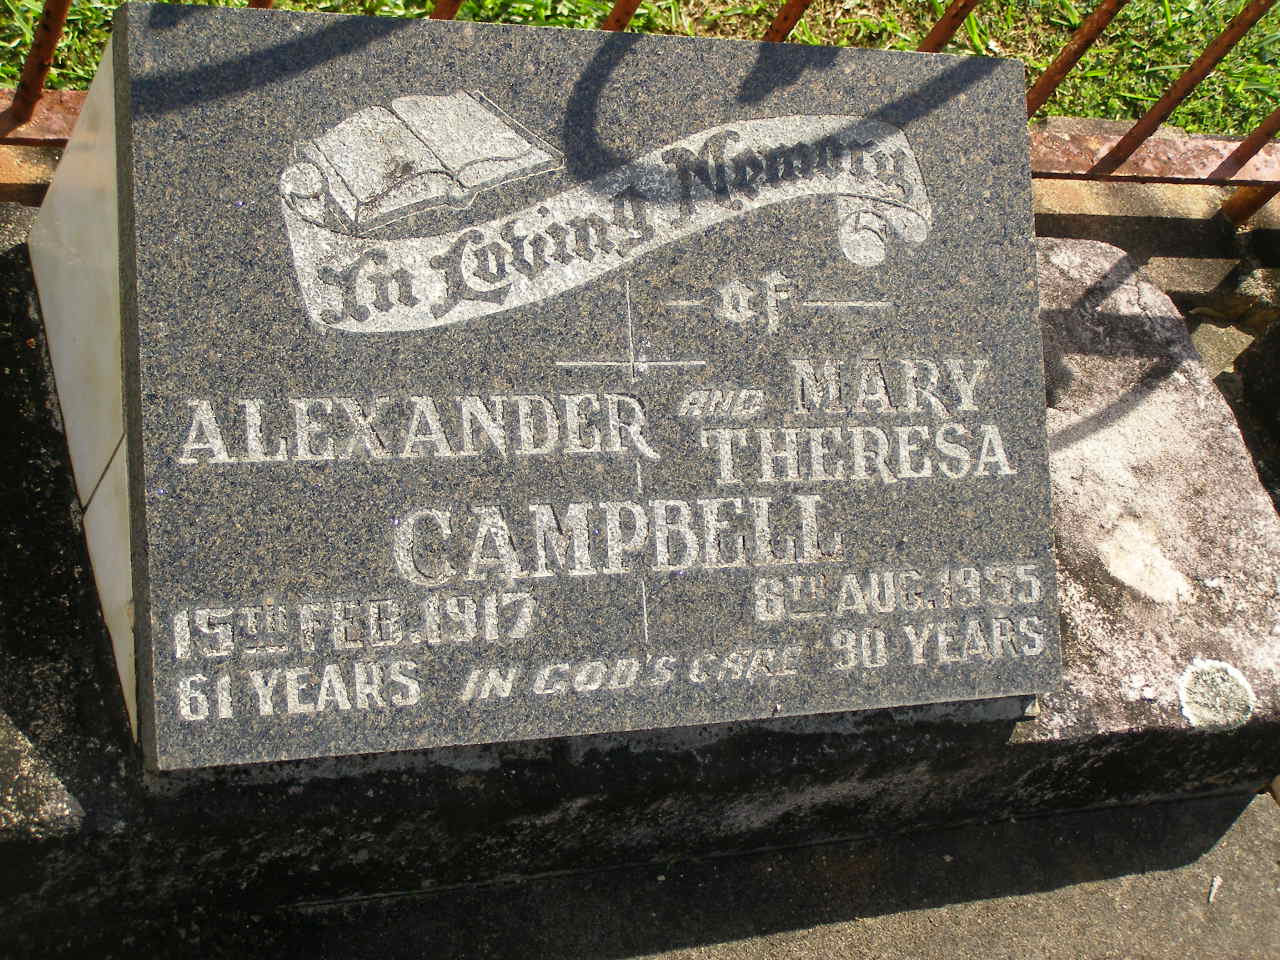 In Loving Memory
of
ALEXANDER AND MARY
THERESA
CAMPBELL
15TH FEB. 1917 6TH AUG. 1955
61 YEARS IN GOD'S CARE 90 YEARS